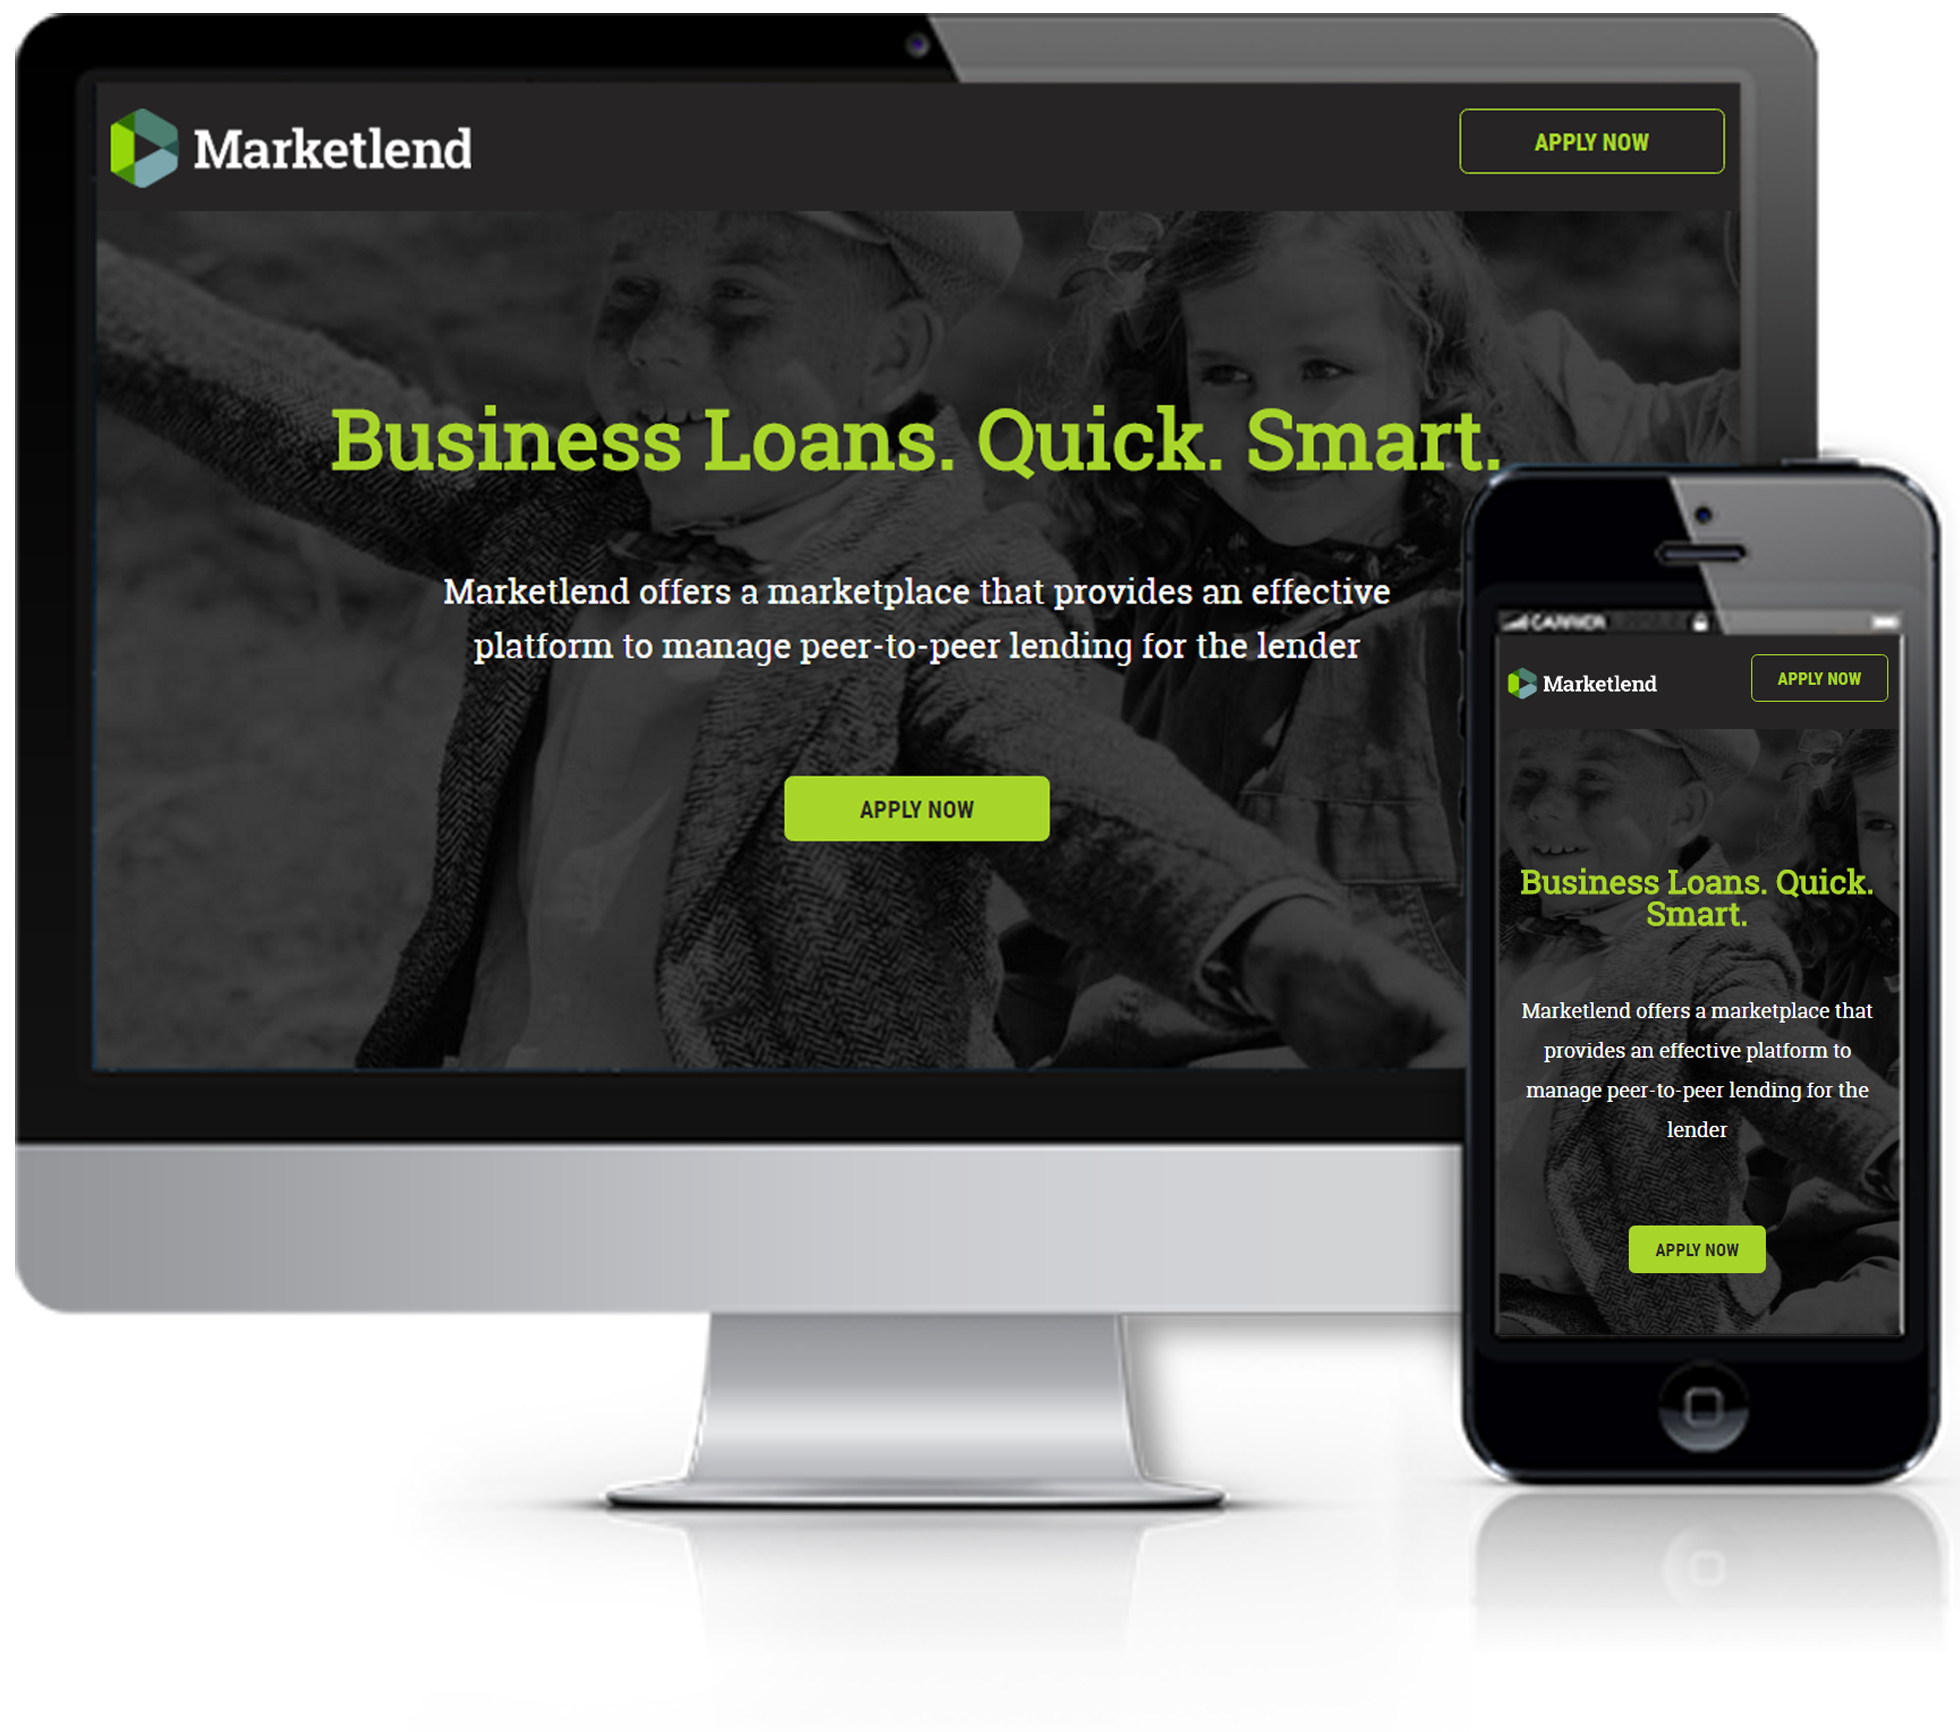 Marketlend
APPLY NOW
Business Loans. Quick. Smart.
Marketlend offers a marketplace that provides an effective
platform to manage peer-to-peer lending for the lender
APPLY NOW
CARRIER
Marketlend
APPLY NOW
Business Loans. Quick.
Smart.
Marketlend offers a marketplace that
provides an effective platform to
manage peer-to-peer lending for the
lender
APPLY NOW